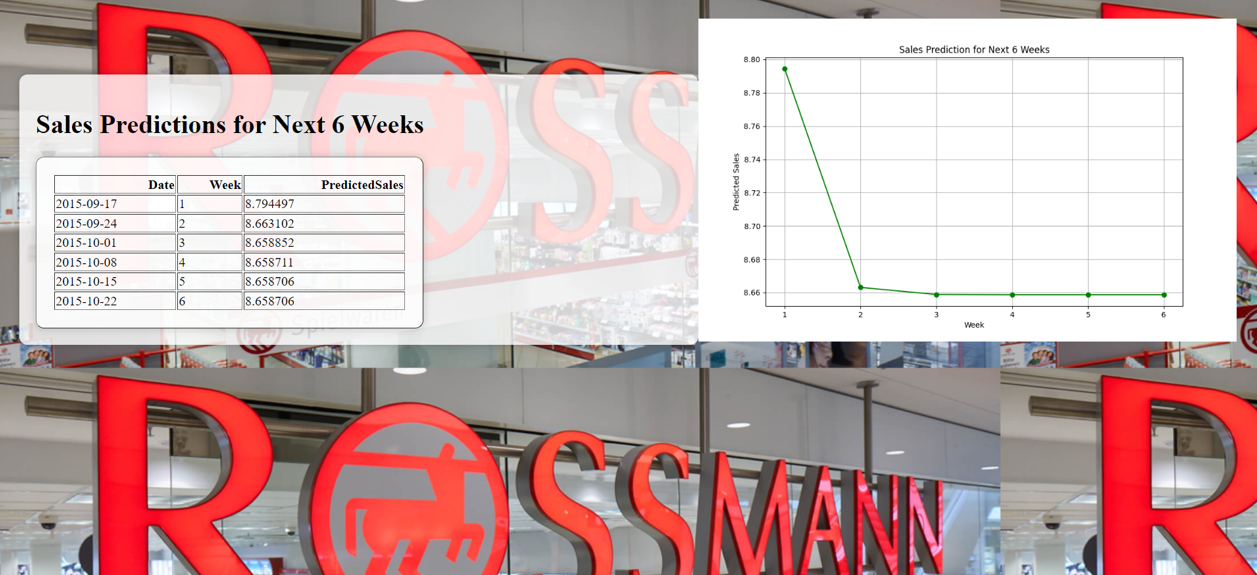 Sales Predictions for Next 6 Weeks
Date Week PredictedSales
2015-09-17 1 8.794497
2015-09-24 2 8.663102
2015-10-01 3 8.658852
2015-10-08 4 8.658711
2015-10-15 5 8.658706
2015-10-22 6 8.658706
Sales Prediction for Next 6 Weeks
Predicted Sales
8.80
8.78
8.76
8.74
8.72
8.70
8.68
8.66
1 2 3 4 5 6
Week
ROSS
ROSSMANN
R